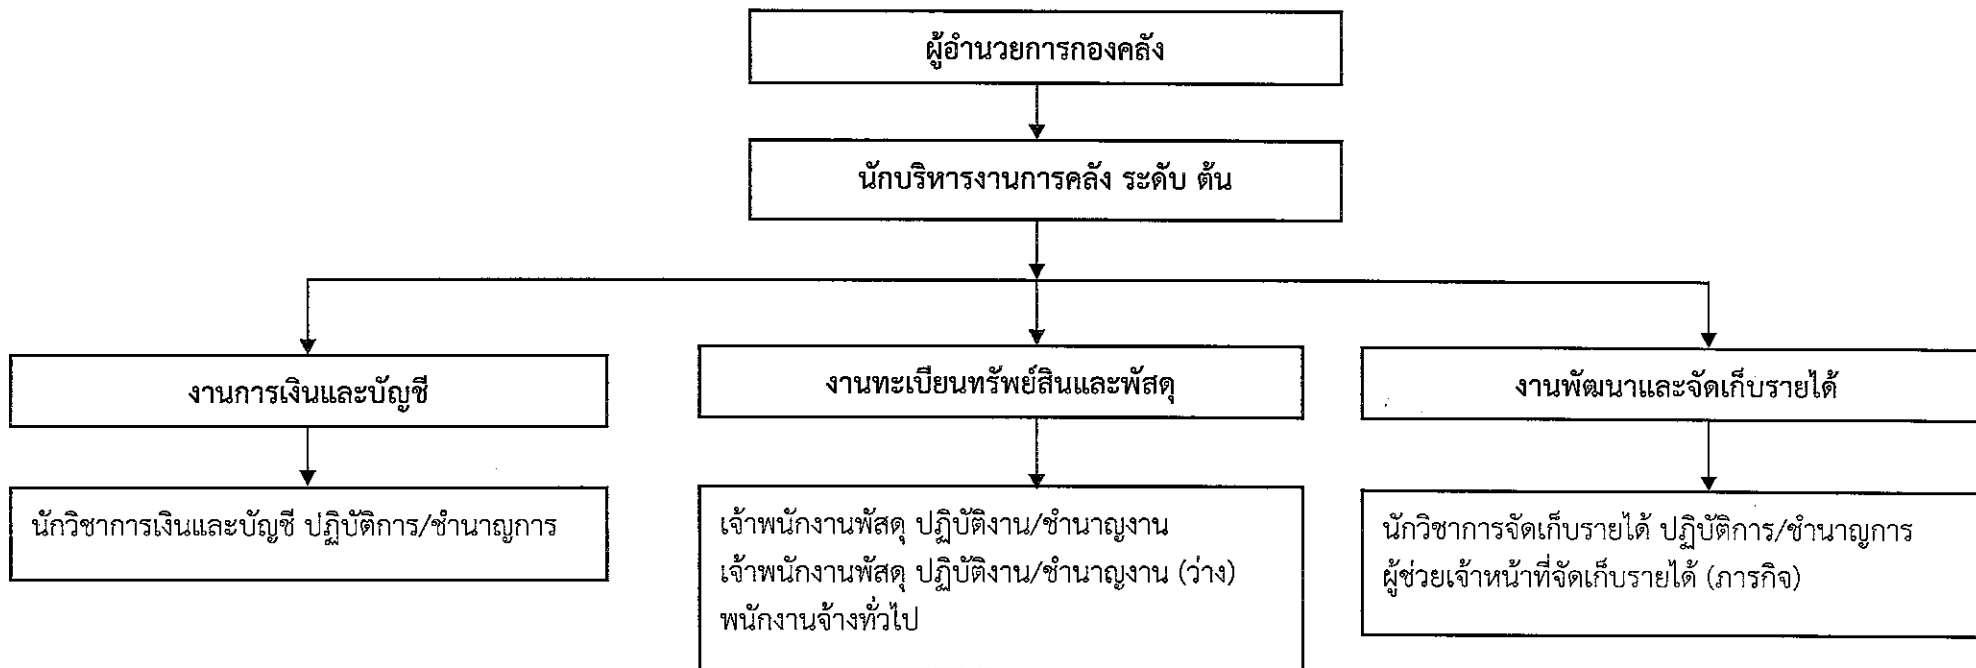 ผู้อำนวยการกองคลัง
นักบริหารงานการคลัง ระดับ ต้น
งานการเงินและบัญชี
นักวิชาการเงินและบัญชี ปฏิบัติการ/ชำนาญการ
งานทะเบียนทรัพย์สินและพัสดุ
เจ้าพนักงานพัสดุ ปฏิบัติงาน/ชำนาญงาน
เจ้าพนักงานพัสดุ ปฏิบัติงาน/ชำนาญงาน (ว่าง)
พนักงานจ้างทั่วไป
งานพัฒนาและจัดเก็บรายได้
นักวิชาการจัดเก็บรายได้ ปฏิบัติการ/ชำนาญการ
ผู้ช่วยเจ้าหน้าที่จัดเก็บรายได้ (ภารกิจ)